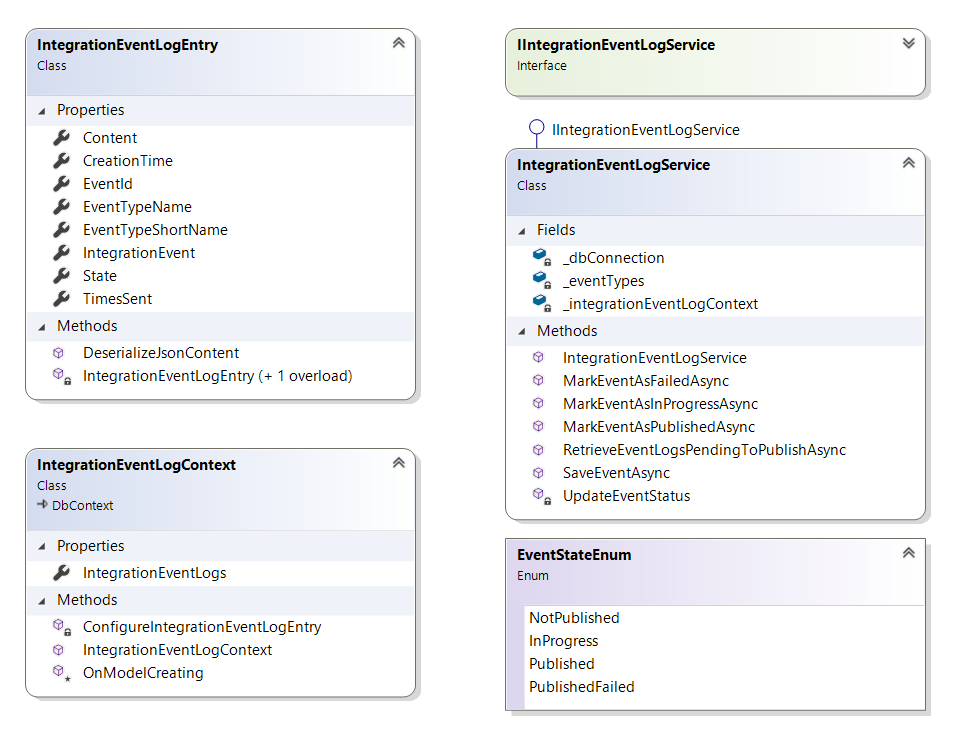 IntegrationEventLogEntry
Class
Properties
Content
CreationTime
EventId
EventTypeName
EventTypeShortName
IntegrationEvent
State
TimesSent
Methods
DeserializeJsonContent
IntegrationEventLogEntry (+ 1 overload)
IntegrationEventLogContext
Class
DbContext
Properties
IntegrationEventLogs
Methods
ConfigureIntegrationEventLogEntry
IntegrationEventLogContext
OnModelCreating
IIntegrationEventLogService
Interface
IIntegrationEventLogService
IntegrationEventLogService
Class
Fields
_dbConnection
_eventTypes
_integrationEventLogContext
Methods
IntegrationEventLogService
MarkEventAsFailedAsync
MarkEventAsInProgressAsync
MarkEventAsPublishedAsync
RetrieveEventLogsPendingToPublishAsync
SaveEventAsync
UpdateEventStatus
EventStateEnum
Enum
NotPublished
InProgress
Published
PublishedFailed